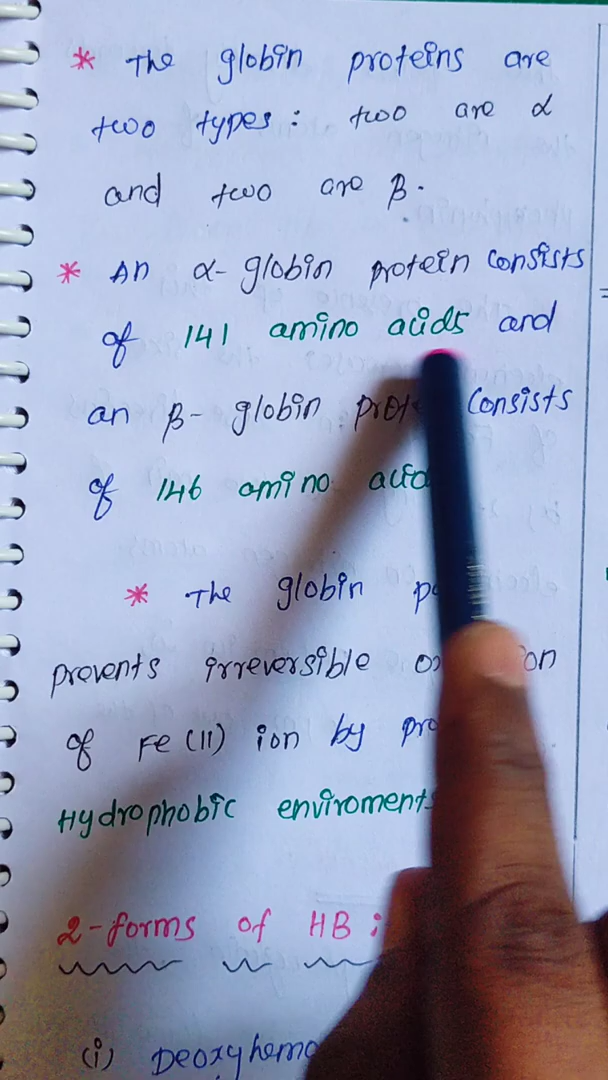 * The globin proteins are
two types: two are α
and two are β.
* An α- globin protein consists
of 141 amino acids and
an β- globin consists
of 146 amino
* The globin
prevents irreversible
of Fe(II) ion by
Hydrophobic enviroments
2-forms of HB:
(i)